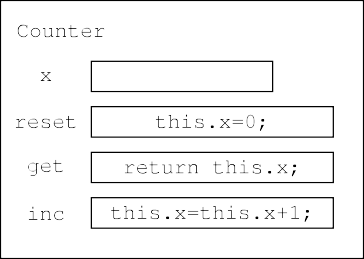 Counter
x
reset this.x=0;
get return this.x;
inc this.x=this.x+1;